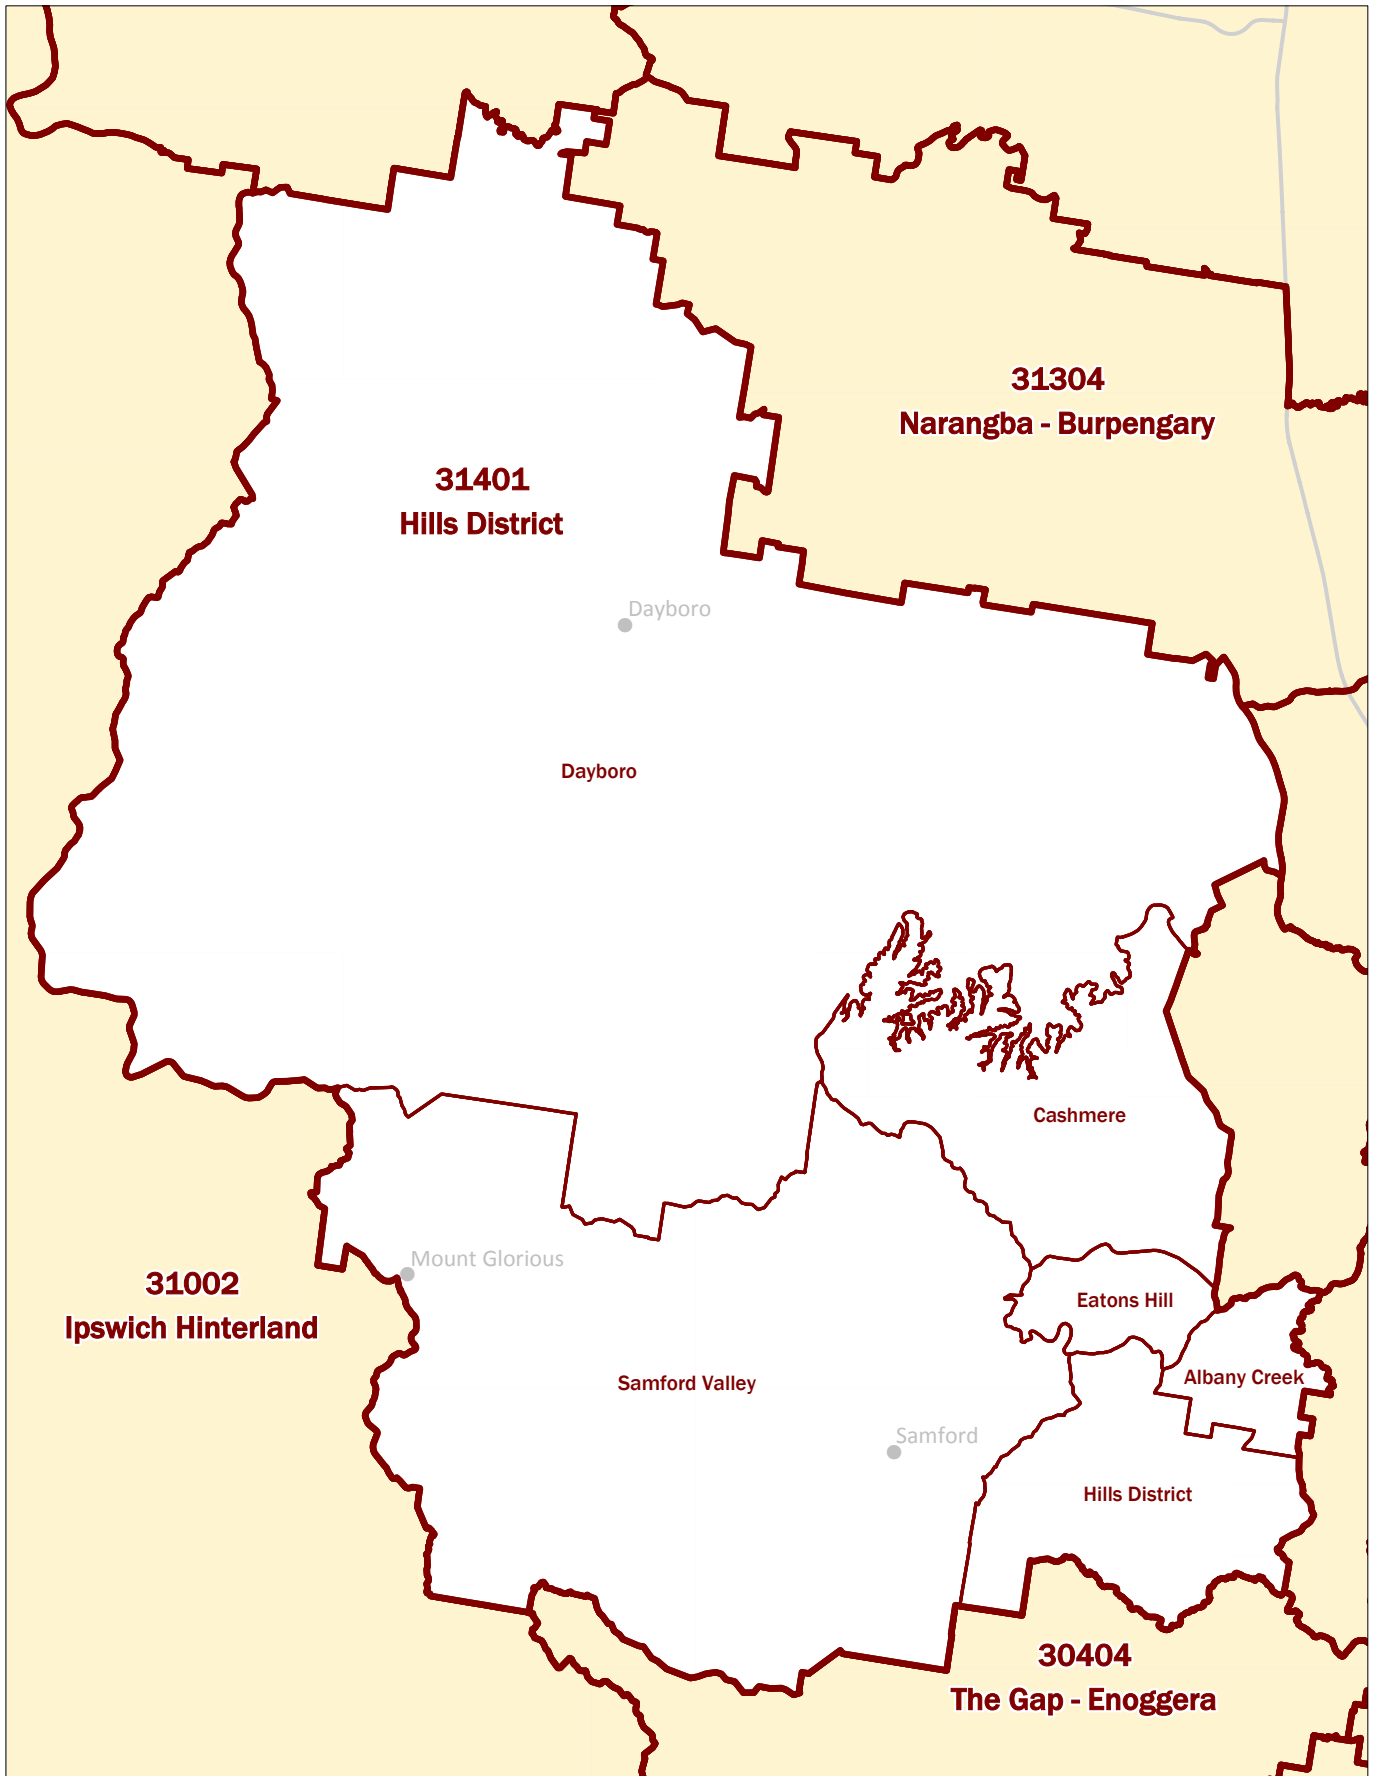 31304
Narangba - Burpengary
31401
Hills District
Dayboro
Dayboro
Cashmere
Mount Glorious
31002
Ipswich Hinterland
Eatons Hill
Albany Creek
Samford Valley
Samford
Hills District
30404
The Gap - Enoggera